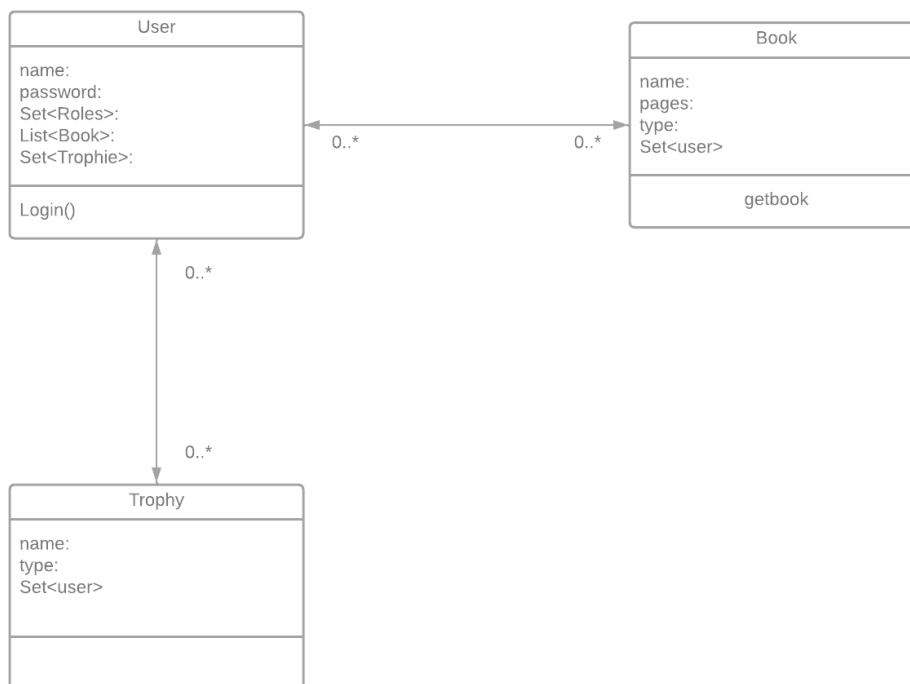 User
name:
password:
Set<Roles>:
List<Book>:
Set<Trophie>:
Login()
0..*
0..*
Book
name:
pages:
type:
Set<user>
getbook
0..*
0..*
Trophy
name:
type:
Set<user>